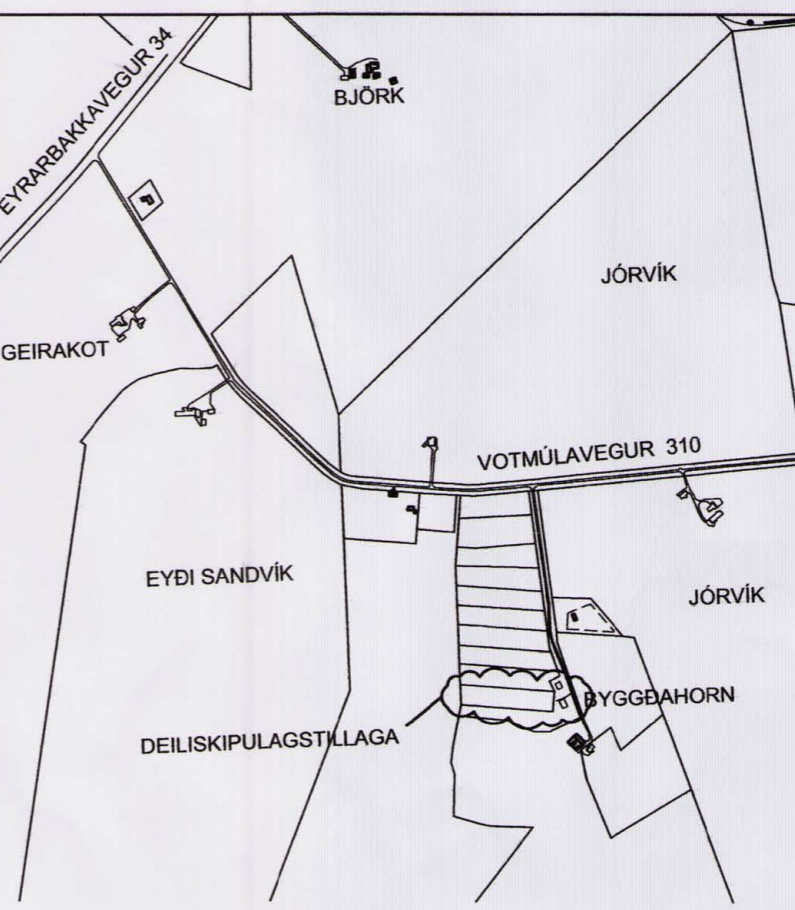 EYRARBAKKAVEGUR 34
BJÖRK
JÓRVÍK
GEIRAKOT
VOTMÚLAVEGUR 310
EYÐI SANDVÍK
JÓRVÍK
BYGGÐAHORN
DEILISKIPULAGSTILLAGA